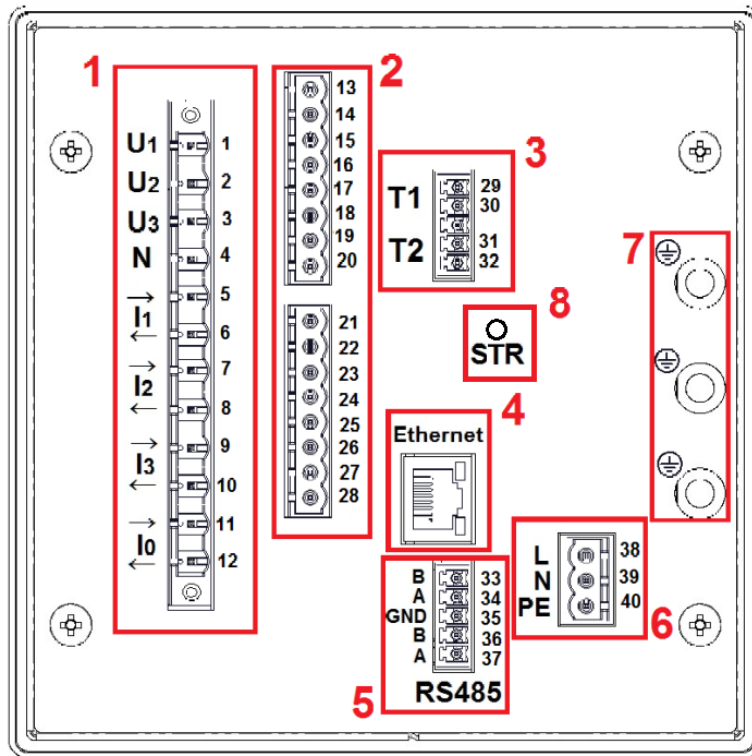 1
U1
1
U2
2
U3
3
N
4
I1
5
6
I2
7
8
I3
9
10
I0
11
12
2
13
14
15
16
17
18
19
20
21
22
23
24
25
26
27
28
3
T1
29
30
T2
31
32
8
STR
4
Ethernet
7
5
B 33
A 34
GND 35
B 36
A 37
RS485
6
L 38
N 39
PE 40